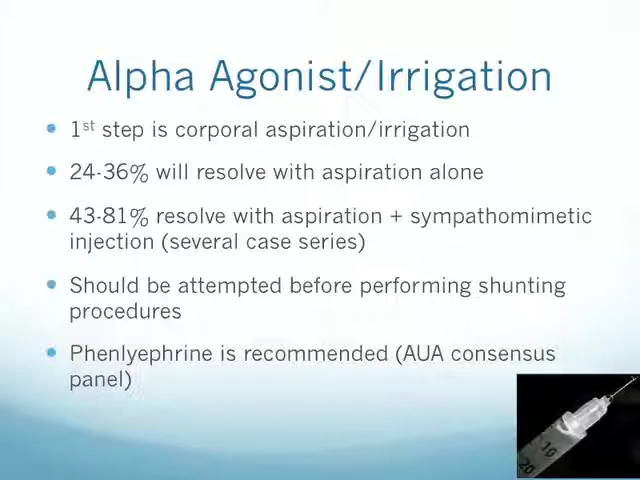 Alpha Agonist/Irrigation
1st step is corporal aspiration/irrigation
24-36% will resolve with aspiration alone
43-81% resolve with aspiration + sympathomimetic
injection (several case series)
Should be attempted before performing shunting
procedures
Phenlyephrine is recommended (AUA consensus
panel)
10
20